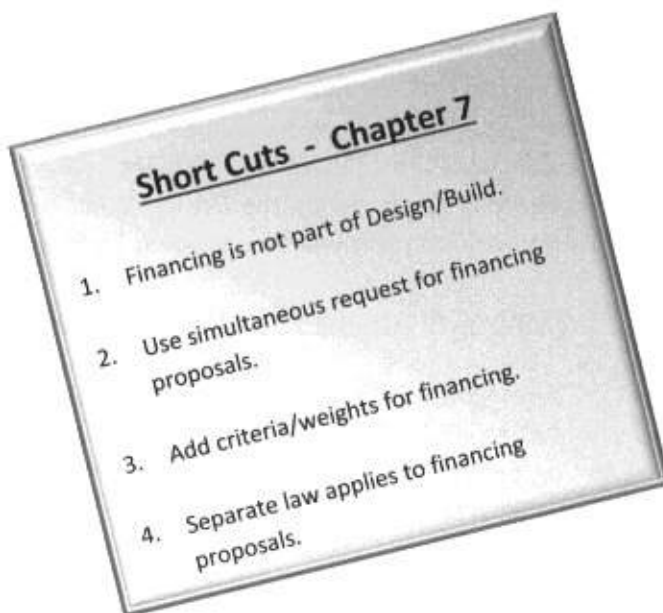 Short Cuts - Chapter 7
1. Financing is not part of Design/Build.
2. Use simultaneous request for financing
proposals.
3. Add criteria/weights for financing.
4. Separate law applies to financing
proposals.